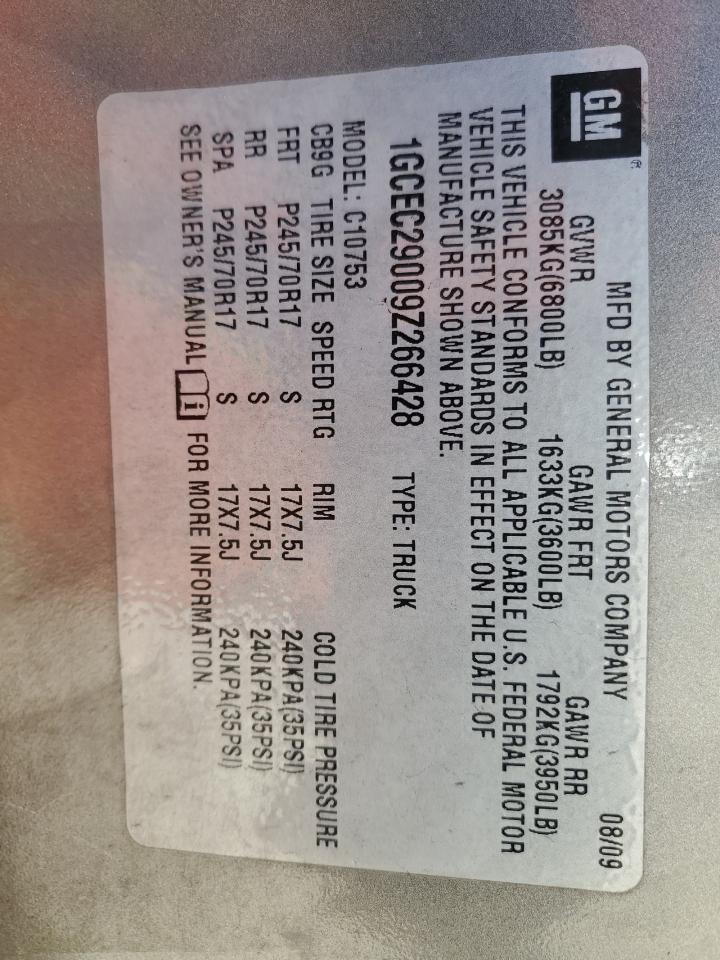 GM
MFD BY GENERAL MOTORS COMPANY 08/09
GVWR GAWR FRT GAWR RR
3085KG(6800LB) 1633KG(3600LB) 1792KG(3950LB)
THIS VEHICLE CONFORMS TO ALL APPLICABLE U.S. FEDERAL MOTOR
VEHICLE SAFETY STANDARDS IN EFFECT ON THE DATE OF
MANUFACTURE SHOWN ABOVE.
1GCEC29009Z266428 TYPE: TRUCK
MODEL: C10753
CB9G TIRE SIZE SPEED RTG RIM COLD TIRE PRESSURE
FRT P245/70R17 S 17X7.5J 240KPA(35PSI)
RR P245/70R17 S 17X7.5J 240KPA(35PSI)
SPA P245/70R17 S 17X7.5J 240KPA(35PSI)
SEE OWNER'S MANUAL i FOR MORE INFORMATION.